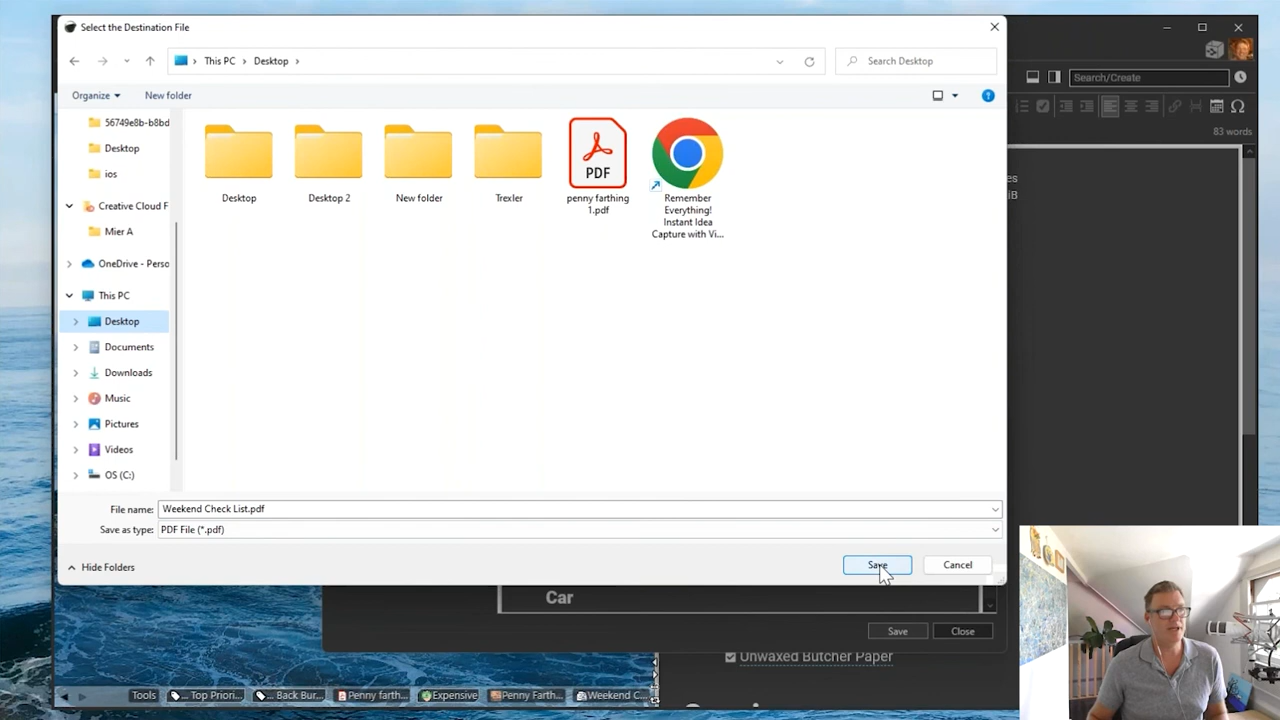 Select the Destination File
This PC
Desktop
Search Desktop
Organize
New folder
Search/Create
83 words
56749e8b-b8bd
Desktop
ios
Creative Cloud F
Mier A
OneDrive - Perso
This PC
Desktop
Documents
Downloads
Music
Pictures
Videos
OS (C:)
Desktop
Desktop 2
New folder
Trexler
PDF
penny farthing
1.pdf
Remember
Everything!
Instant Idea
Capture with Vi...
es
iB
File name:
Weekend Check List.pdf
Save as type:
PDF File (*.pdf)
Hide Folders
Save
Cancel
Car
Save
Close
Unwaxed Butcher Paper
Tools
... Top Priori...
... Back Bur...
Penny farth...
Expensive
Penny Farth...
Weekend C...